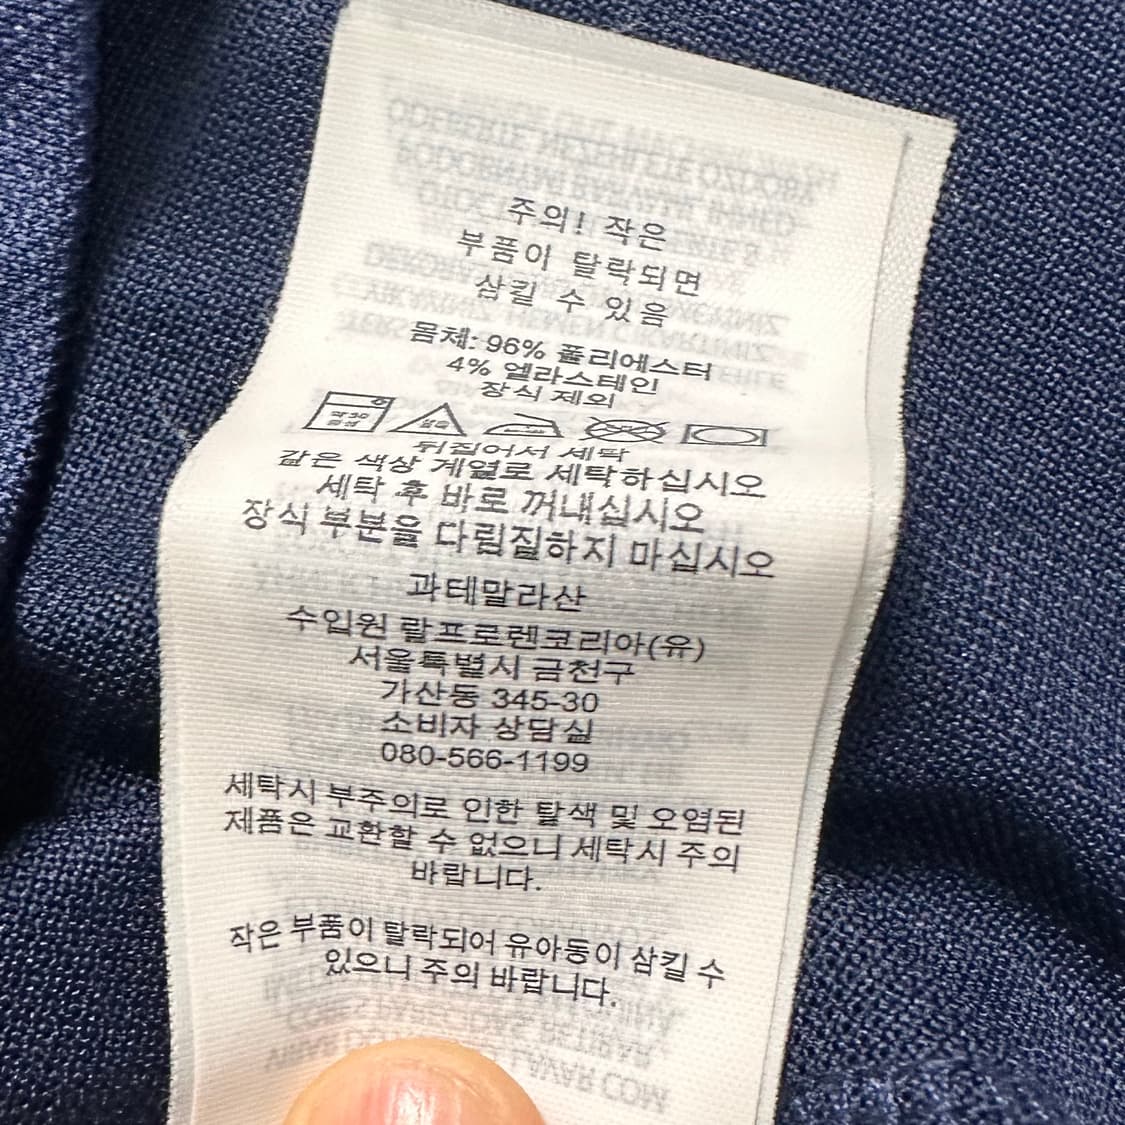 주의! 작은
부품이 탈락되면
삼킬 수 있음
몸체: 96% 폴리에스터
4% 엘라스테인
장식 제외
뒤집어서 세탁
같은 색상 계열로 세탁하십시오
세탁 후 바로 꺼내십시오
장식 부분을 다림질하지 마십시오
과테말라산
수입원 랄프로렌코리아(유)
서울특별시 금천구
가산동 345-30
소비자 상담실
080-566-1199
세탁시 부주의로 인한 탈색 및 오염된
제품은 교환할 수 없으니 세탁시 주의
바랍니다.
작은 부품이 탈락되어 유아동이 삼킬 수
있으니 주의 바랍니다.